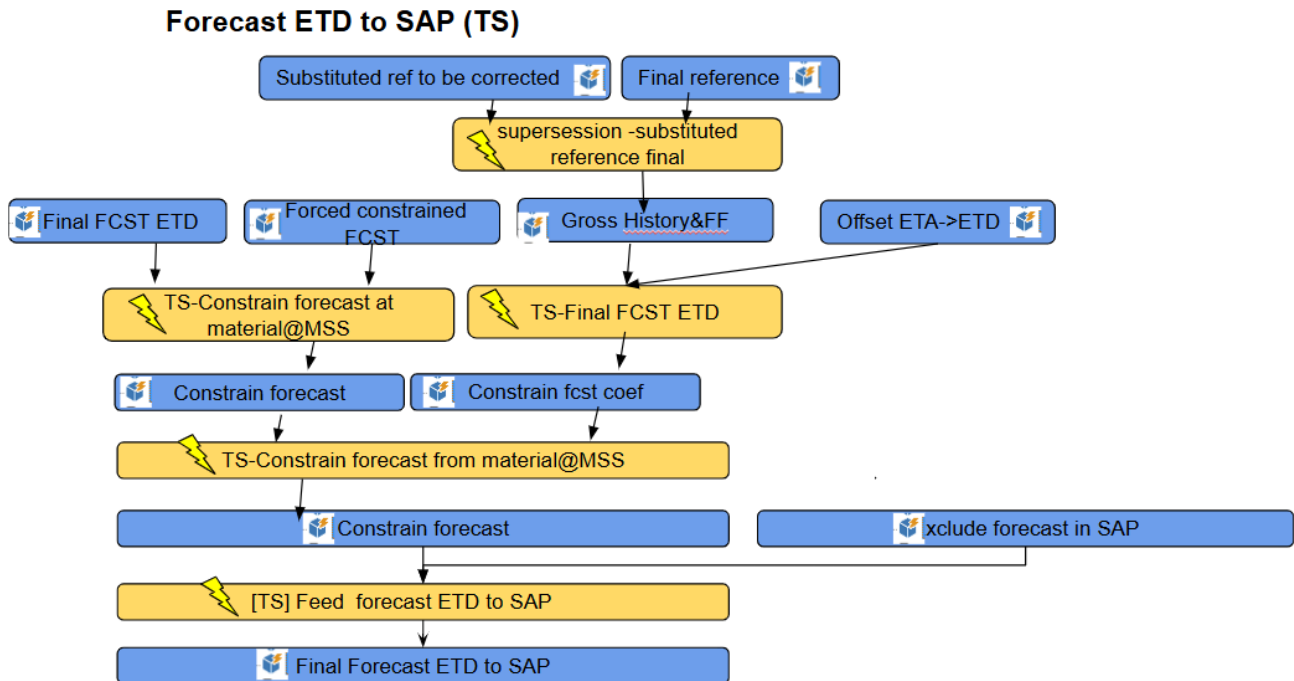 Forecast ETD to SAP (TS)
Substituted ref to be corrected
Final reference
supersession -substituted
reference final
Final FCST ETD
Forced constrained
FCST
Gross History&FF
Offset ETA->ETD
TS-Constrain forecast at
material@MSS
TS-Final FCST ETD
Constrain forecast
Constrain fcst coef
TS-Constrain forecast from material@MSS
Constrain forecast
xclude forecast in SAP
[TS] Feed  forecast ETD to SAP
Final Forecast ETD to SAP